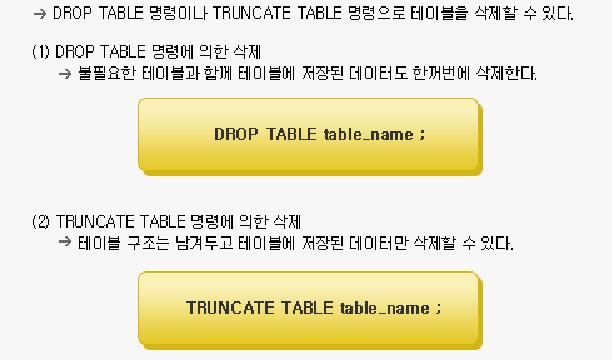 → DROP TABLE 명령이나 TRUNCATE TABLE 명령으로 테이블을 삭제할 수 있다.
(1) DROP TABLE 명령에 의한 삭제
→ 불필요한 테이블과 함께 테이블에 저장된 데이터도 한꺼번에 삭제한다.
DROP TABLE table_name ;
(2) TRUNCATE TABLE 명령에 의한 삭제
→ 테이블 구조는 남겨두고 테이블에 저장된 데이터만 삭제할 수 있다.
TRUNCATE TABLE table_name ;